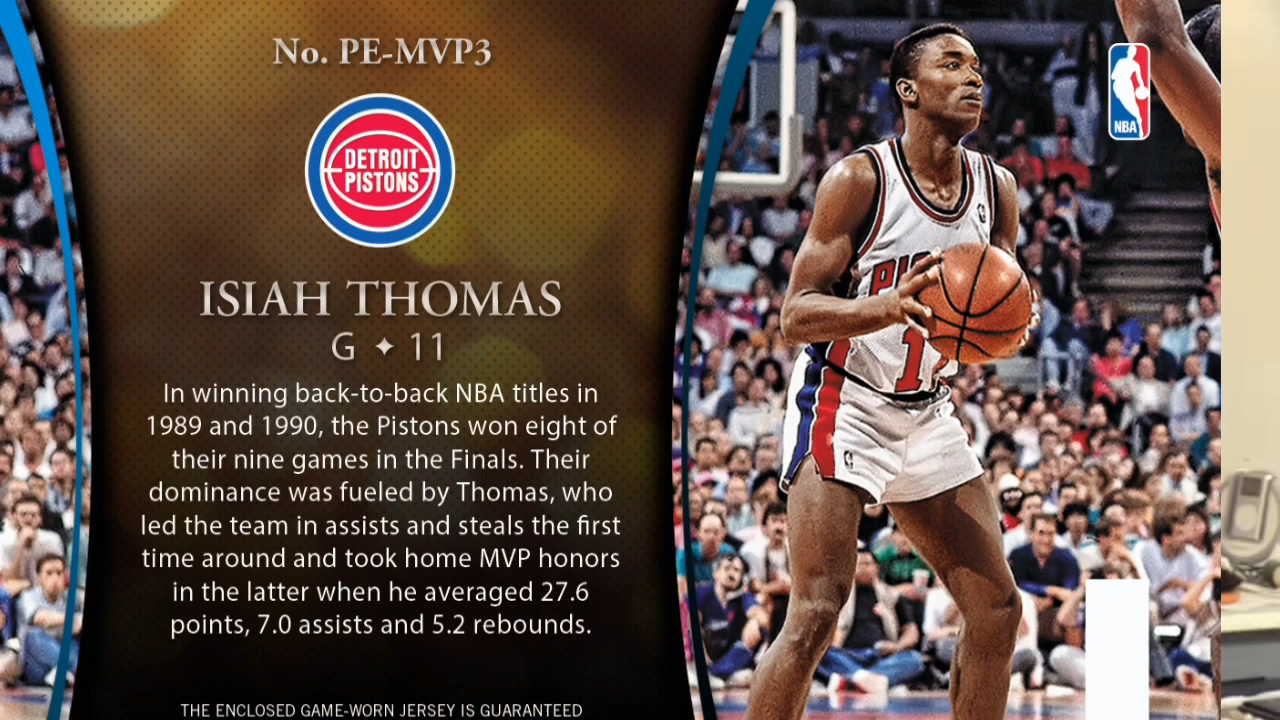 No. PE-MVP3
DETROIT
PISTONS
ISIAH THOMAS
G ✦ 11
In winning back-to-back NBA titles in
1989 and 1990, the Pistons won eight of
their nine games in the Finals. Their
dominance was fueled by Thomas, who
led the team in assists and steals the first
time around and took home MVP honors
in the latter when he averaged 27.6
points, 7.0 assists and 5.2 rebounds.
THE ENCLOSED GAME-WORN JERSEY IS GUARANTEED
NBA
PIS
11